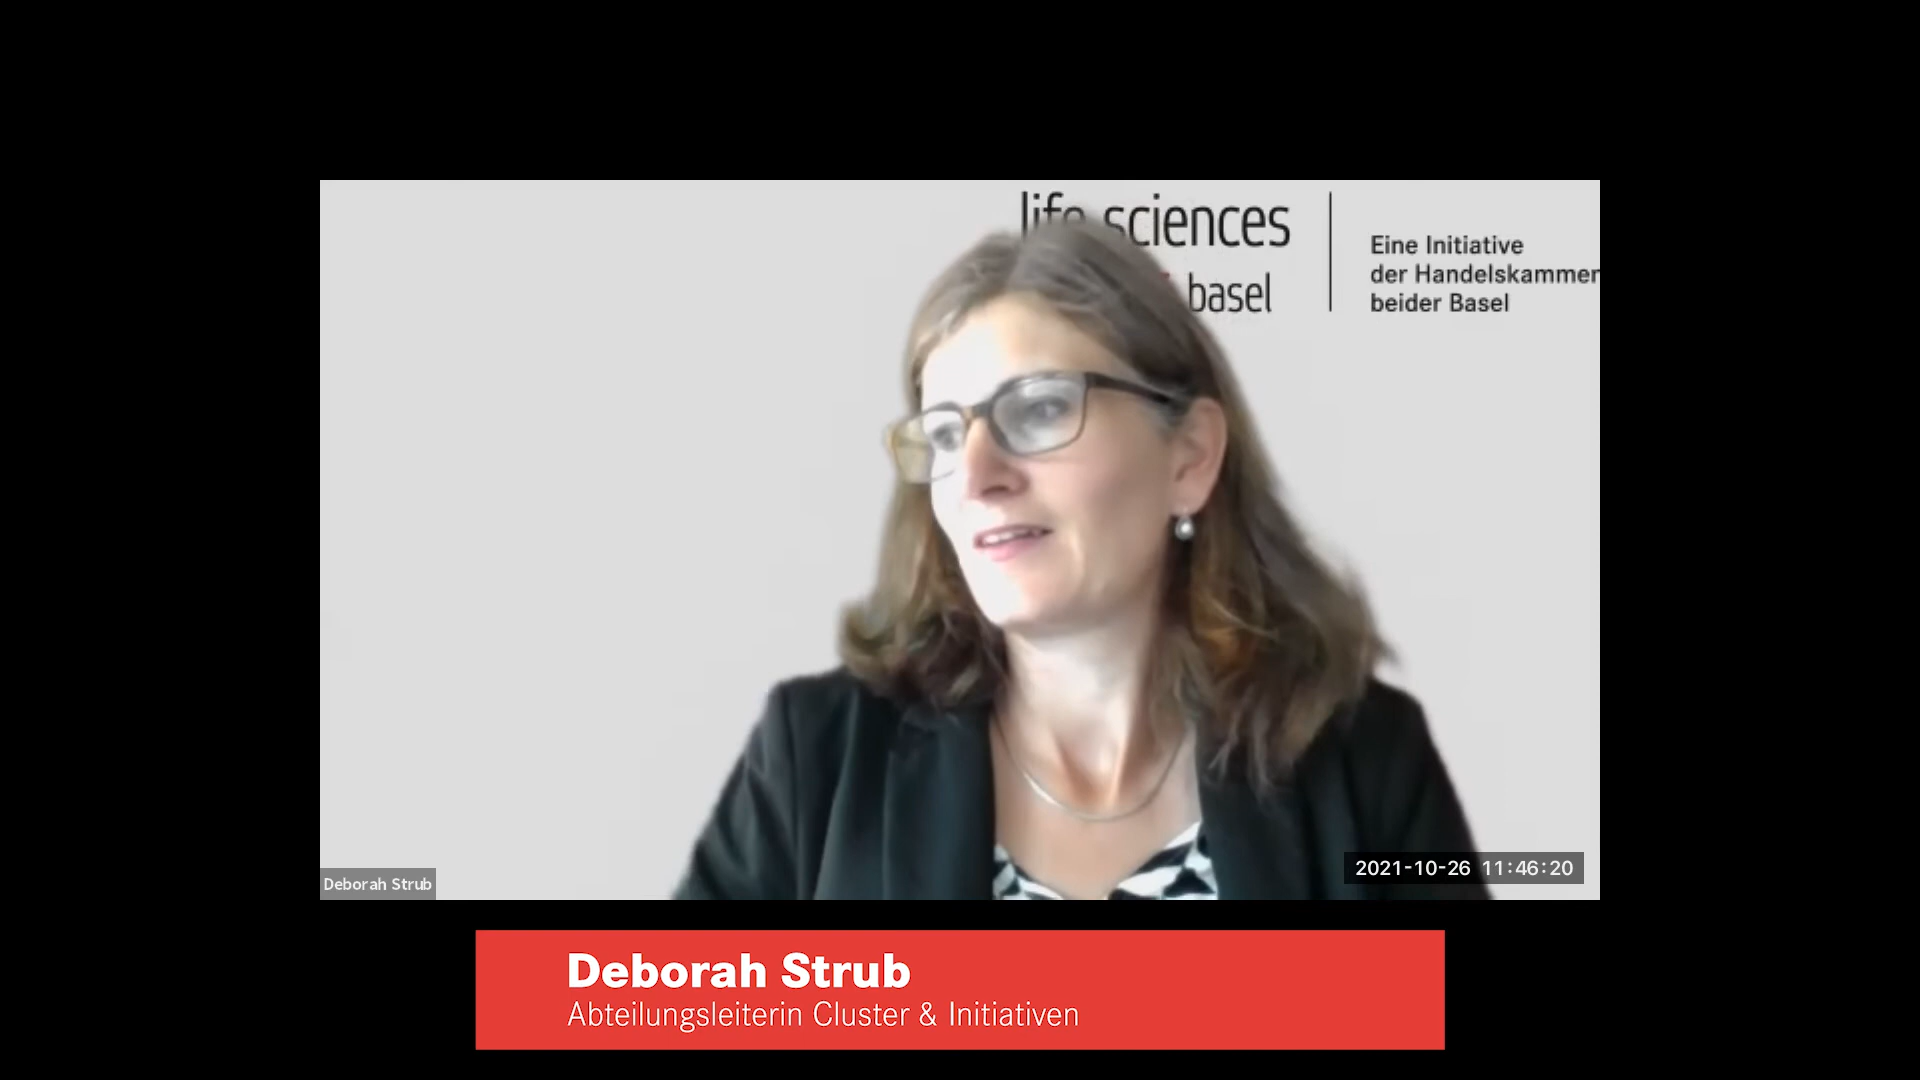 sciences
basel
Eine Initiative
der Handelskammer
beider Basel
Deborah Strub
2021-10-26 11:46:20
Deborah Strub
Abteilungsleiterin Cluster & Initiativen